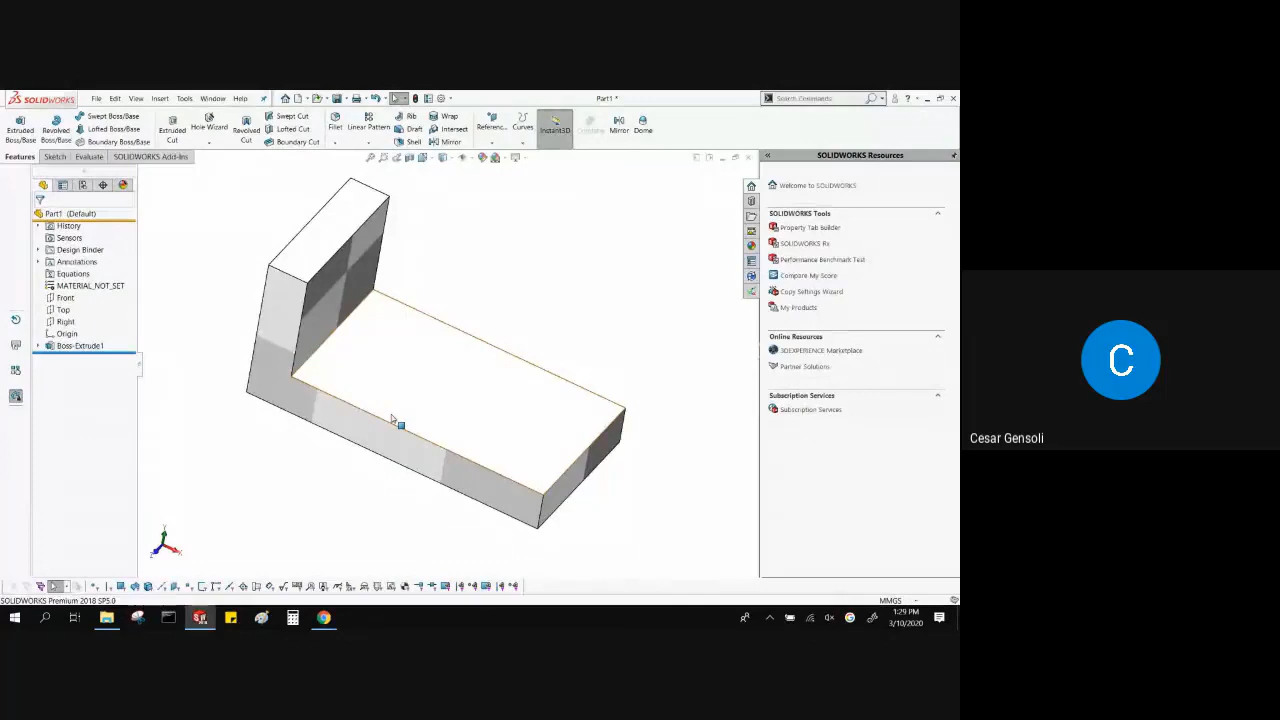 SOLIDWORKS File Edit View Insert Tools Window Help Part1 * Search Commands
Extruded Boss/Base
Revolved Boss/Base
Swept Boss/Base
Lofted Boss/Base
Boundary Boss/Base
Extruded Cut
Hole Wizard
Revolved Cut
Swept Cut
Lofted Cut
Boundary Cut
Fillet
Linear Pattern
Rib
Draft
Shell
Wrap
Intersect
Mirror
Referenc...
Curves
Instant3D
Mirror
Dome
Features Sketch Evaluate SOLIDWORKS Add-Ins
Part1 (Default)
History
Sensors
Design Binder
Annotations
Equations
MATERIAL_NOT_SET
Front
Top
Right
Origin
Boss-Extrude1
SOLIDWORKS Resources
Welcome to SOLIDWORKS
SOLIDWORKS Tools
Property Tab Builder
SOLIDWORKS Rx
Performance Benchmark Test
Compare My Score
Copy Settings Wizard
My Products
Online Resources
3DEXPERIENCE Marketplace
Partner Solutions
Subscription Services
Subscription Services
SOLIDWORKS Premium 2018 SP5.0
MMGS
1:29 PM
3/10/2020
C
Cesar Gensoli